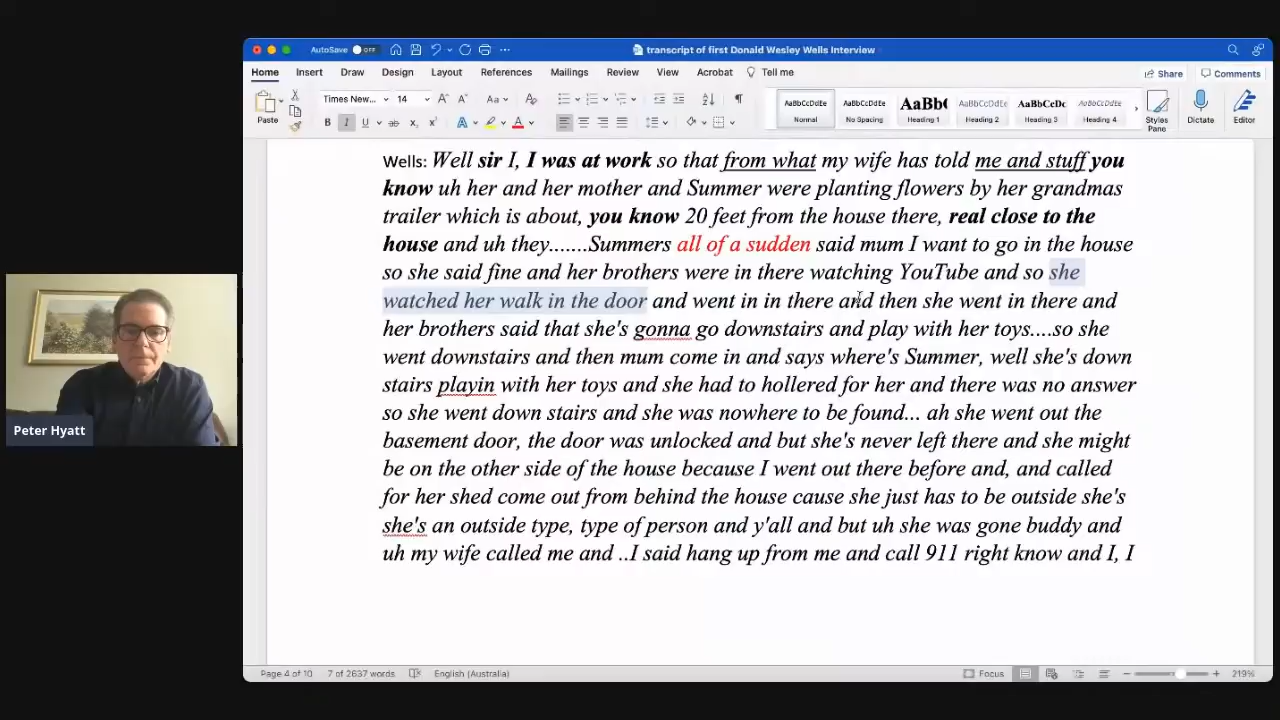 AutoSave OFF
transcript of first Donald Wesley Wells Interview
Home Insert Draw Design Layout References Mailings Review View Acrobat Tell me
Share Comments
Paste
Times New... 14
Aa
AaBbCcDdEe AaBbCcDdEe AaBbC AaBbCcDdE AaBbCcDc AaBbCcDdEe
Normal No Spacing Heading 1 Heading 2 Heading 3 Heading 4
Styles Pane
Dictate
Editor
Wells: Well sir I, I was at work so that from what my wife has told me and stuff you
know uh her and her mother and Summer were planting flowers by her grandmas
trailer which is about, you know 20 feet from the house there, real close to the
house and uh they.......Summers all of a sudden said mum I want to go in the house
so she said fine and her brothers were in there watching YouTube and so she
watched her walk in the door and went in in there and then she went in there and
her brothers said that she's gonna go downstairs and play with her toys....so she
went downstairs and then mum come in and says where's Summer, well she's down
stairs playin with her toys and she had to hollered for her and there was no answer
so she went down stairs and she was nowhere to be found... ah she went out the
basement door, the door was unlocked and but she's never left there and she might
be on the other side of the house because I went out there before and, and called
for her shed come out from behind the house cause she just has to be outside she's
she's an outside type, type of person and y'all and but uh she was gone buddy and
uh my wife called me and ..I said hang up from me and call 911 right know and I, I
Peter Hyatt
Page 4 of 10 7 of 2637 words English (Australia) Focus 219%